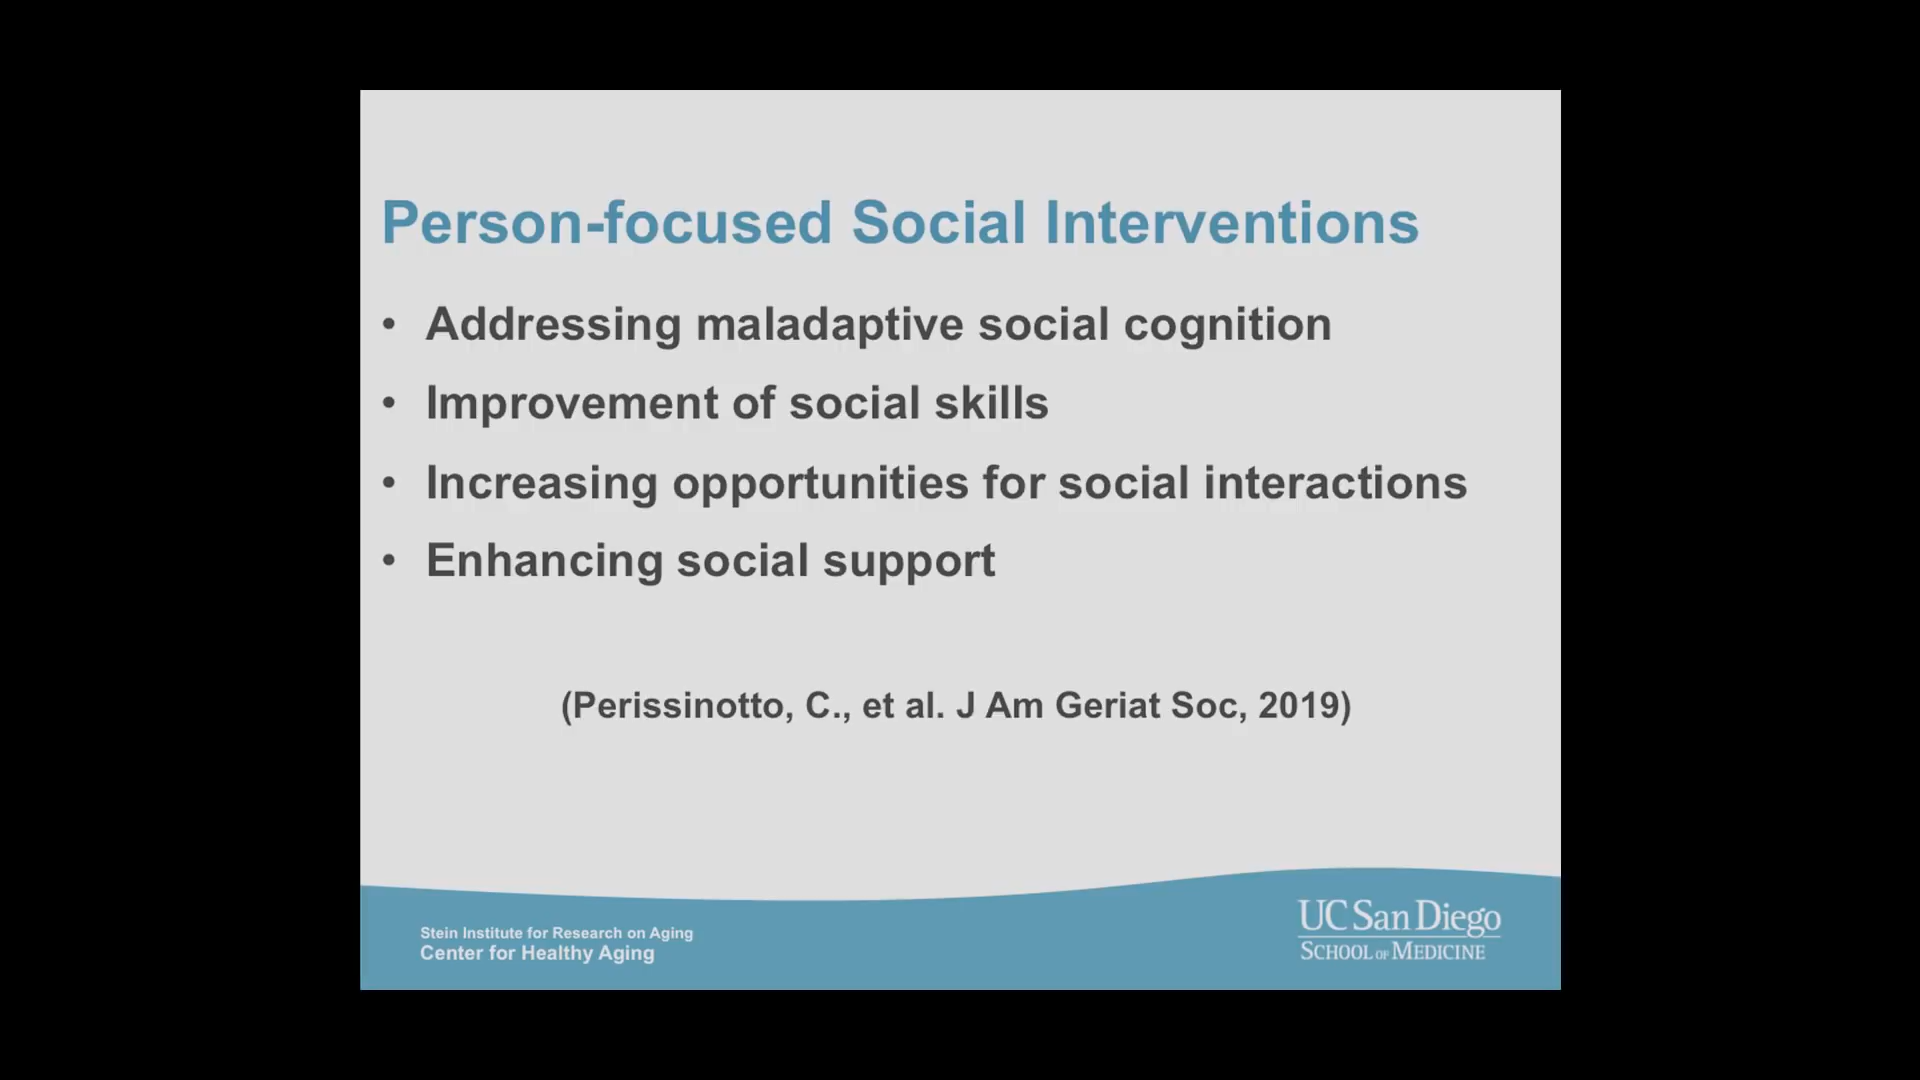 Person-focused Social Interventions
• Addressing maladaptive social cognition
• Improvement of social skills
• Increasing opportunities for social interactions
• Enhancing social support
(Perissinotto, C., et al. J Am Geriat Soc, 2019)
Stein Institute for Research on Aging
Center for Healthy Aging
UC San Diego
SCHOOL OF MEDICINE